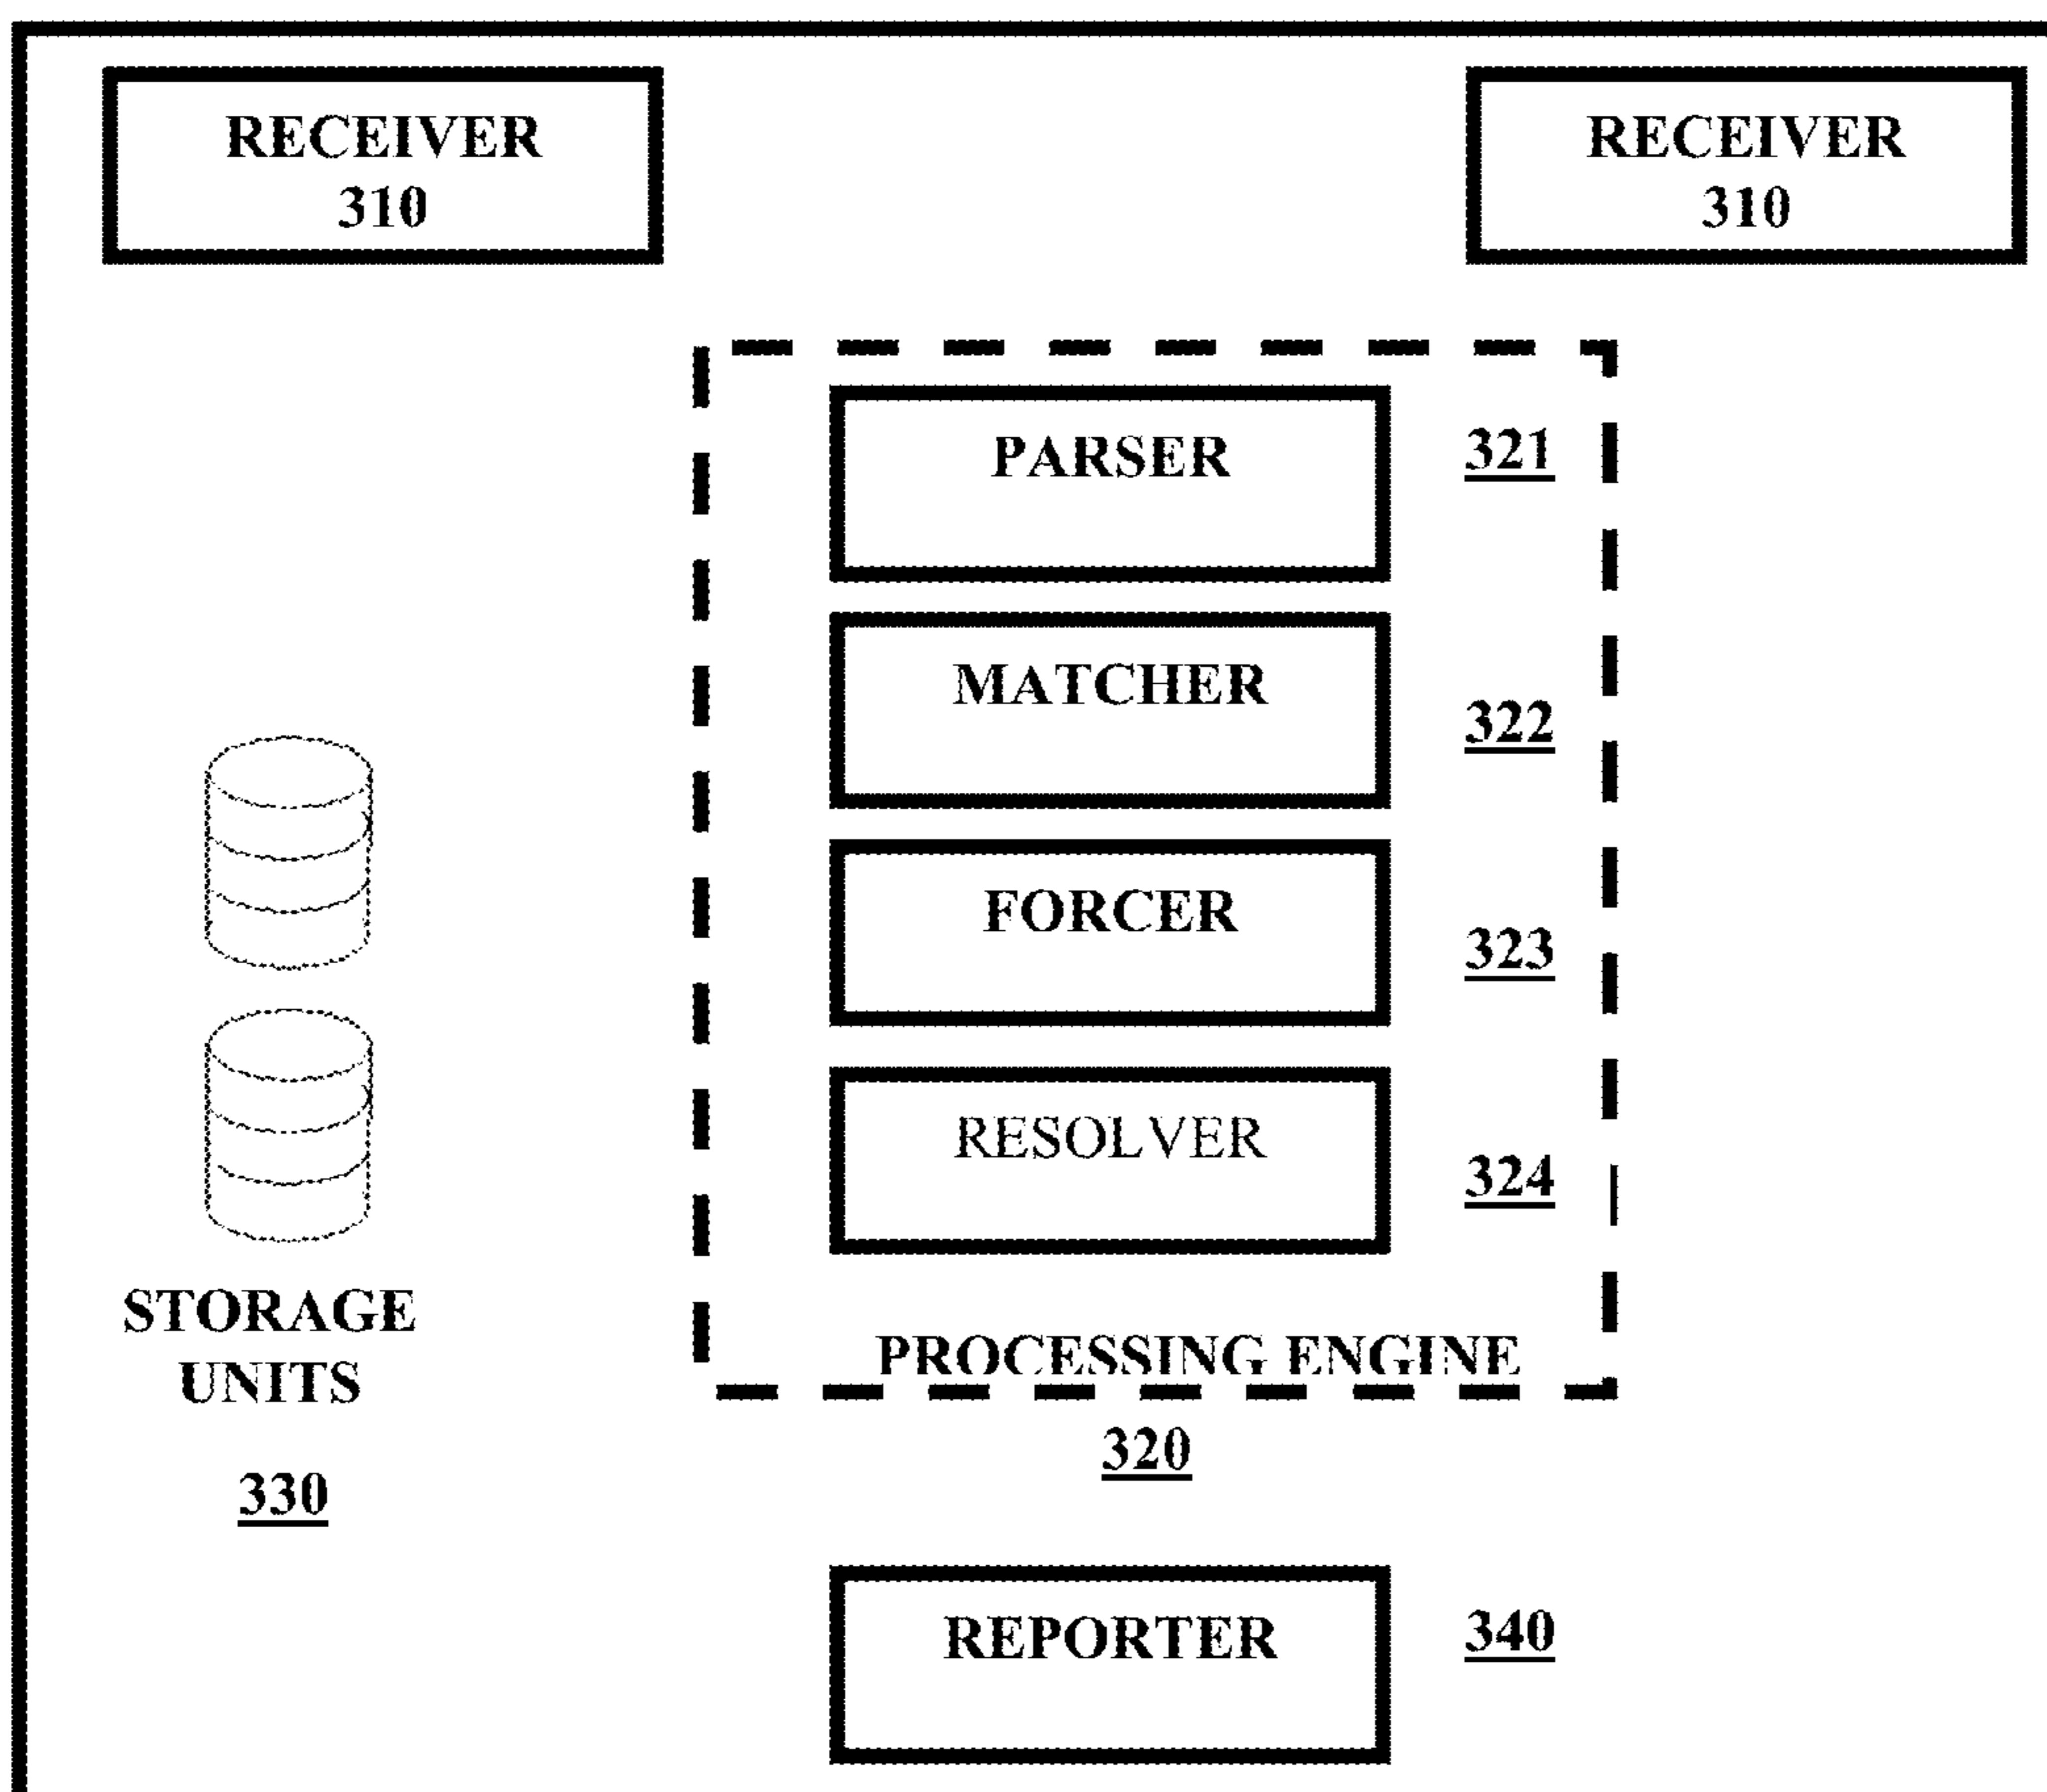 RECEIVER
310
RECEIVER
310
PARSER
321
MATCHER
322
FORCER
323
RESOLVER
324
STORAGE
UNITS
330
PROCESSING ENGINE
320
REPORTER
340